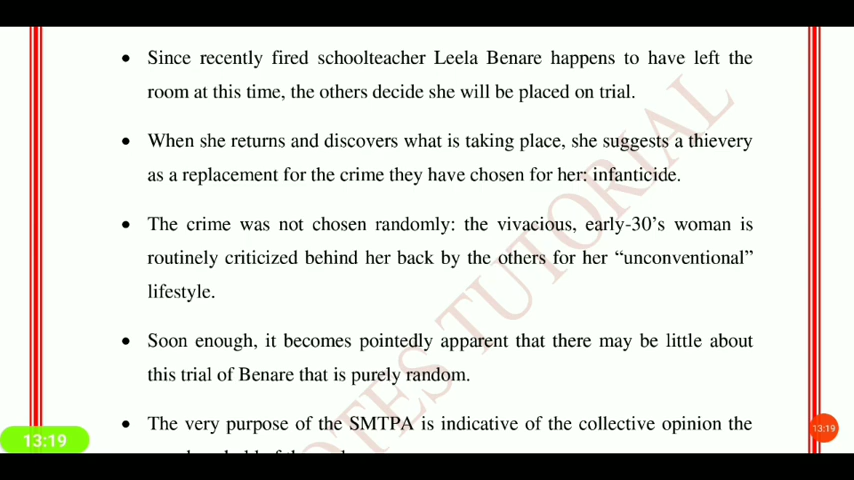 • Since recently fired schoolteacher Leela Benare happens to have left the
room at this time, the others decide she will be placed on trial.
• When she returns and discovers what is taking place, she suggests a thievery
as a replacement for the crime they have chosen for her: infanticide.
• The crime was not chosen randomly: the vivacious, early-30's woman is
routinely criticized behind her back by the others for her "unconventional"
lifestyle.
• Soon enough, it becomes pointedly apparent that there may be little about
this trial of Benare that is purely random.
• The very purpose of the SMTPA is indicative of the collective opinion the
OTES TUTORIAL
13:19
13:19